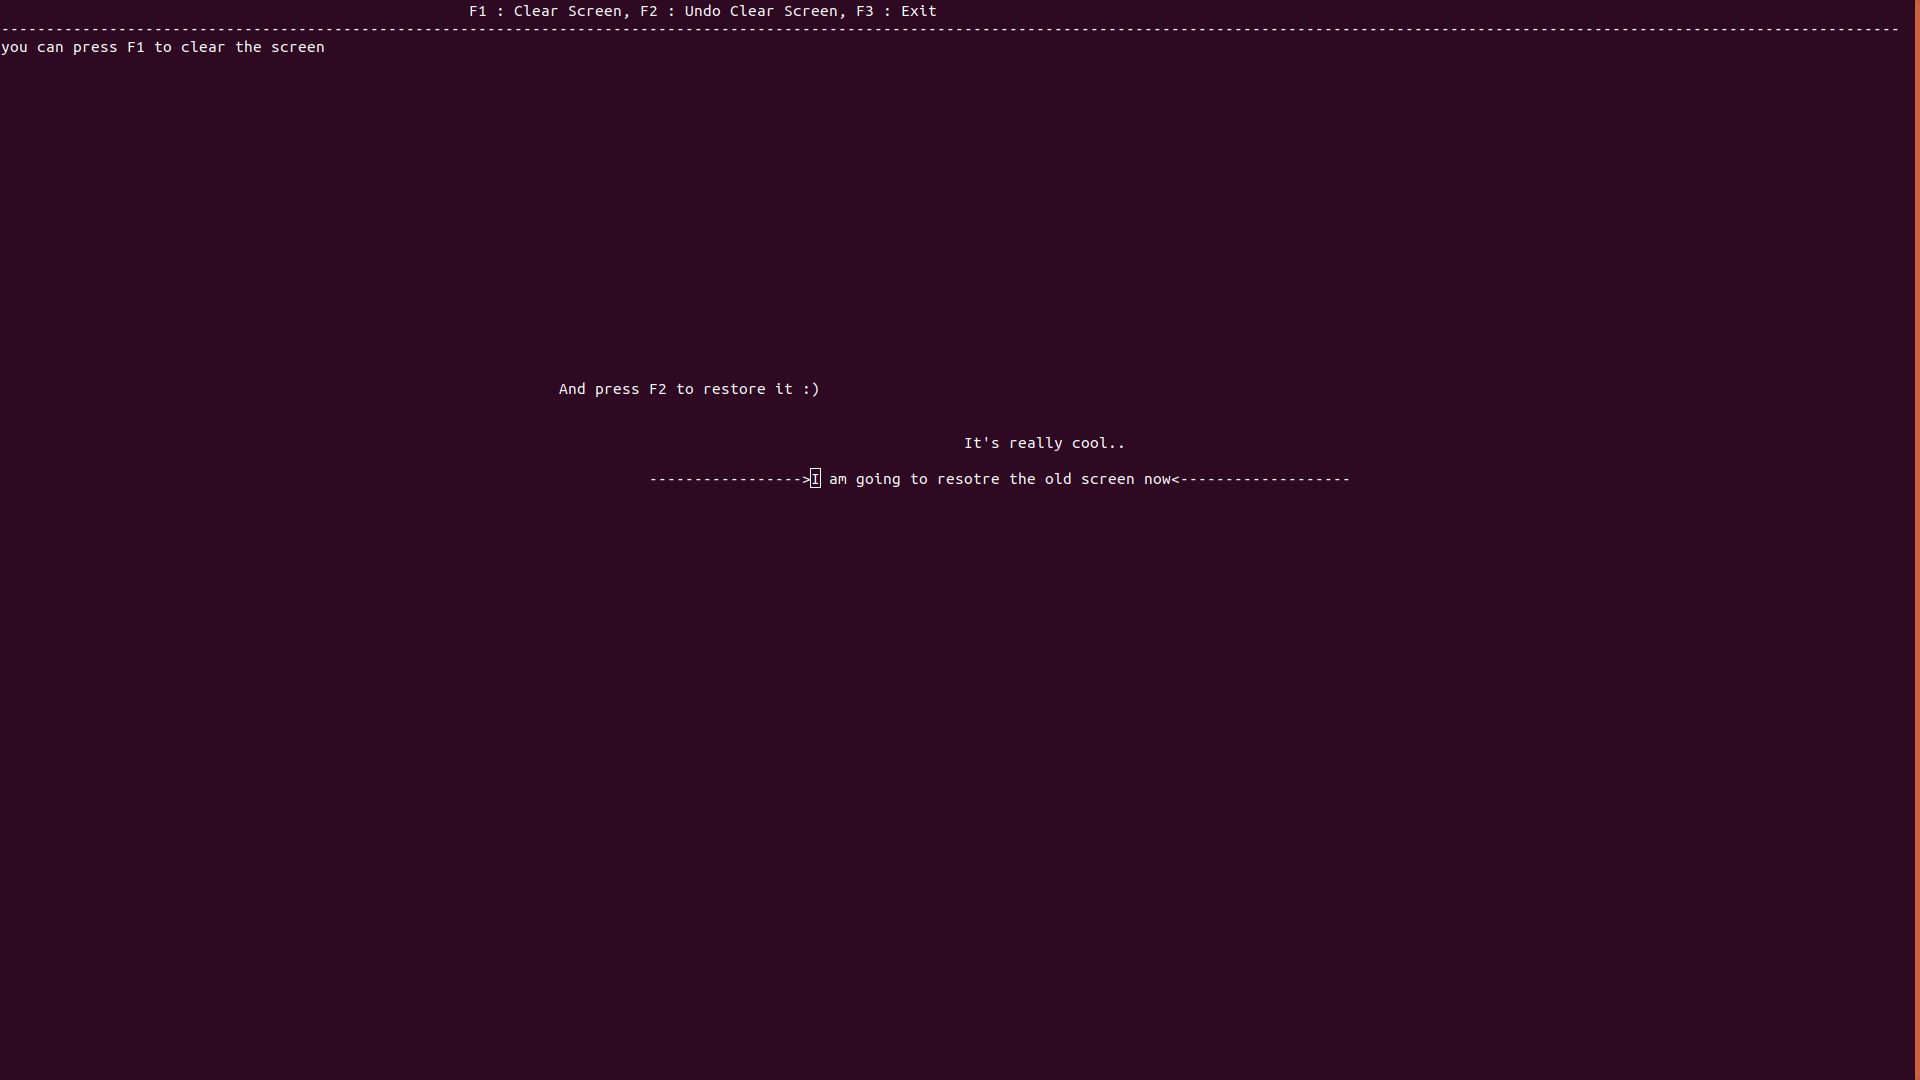 F1 : Clear Screen, F2 : Undo Clear Screen, F3 : Exit
-------------------------------------------------------------------------------------------------------------------------------------------------------------------------------------------------------------------
you can press F1 to clear the screen
And press F2 to restore it :)
It's really cool..
----------------->I am going to resotre the old screen now<-------------------